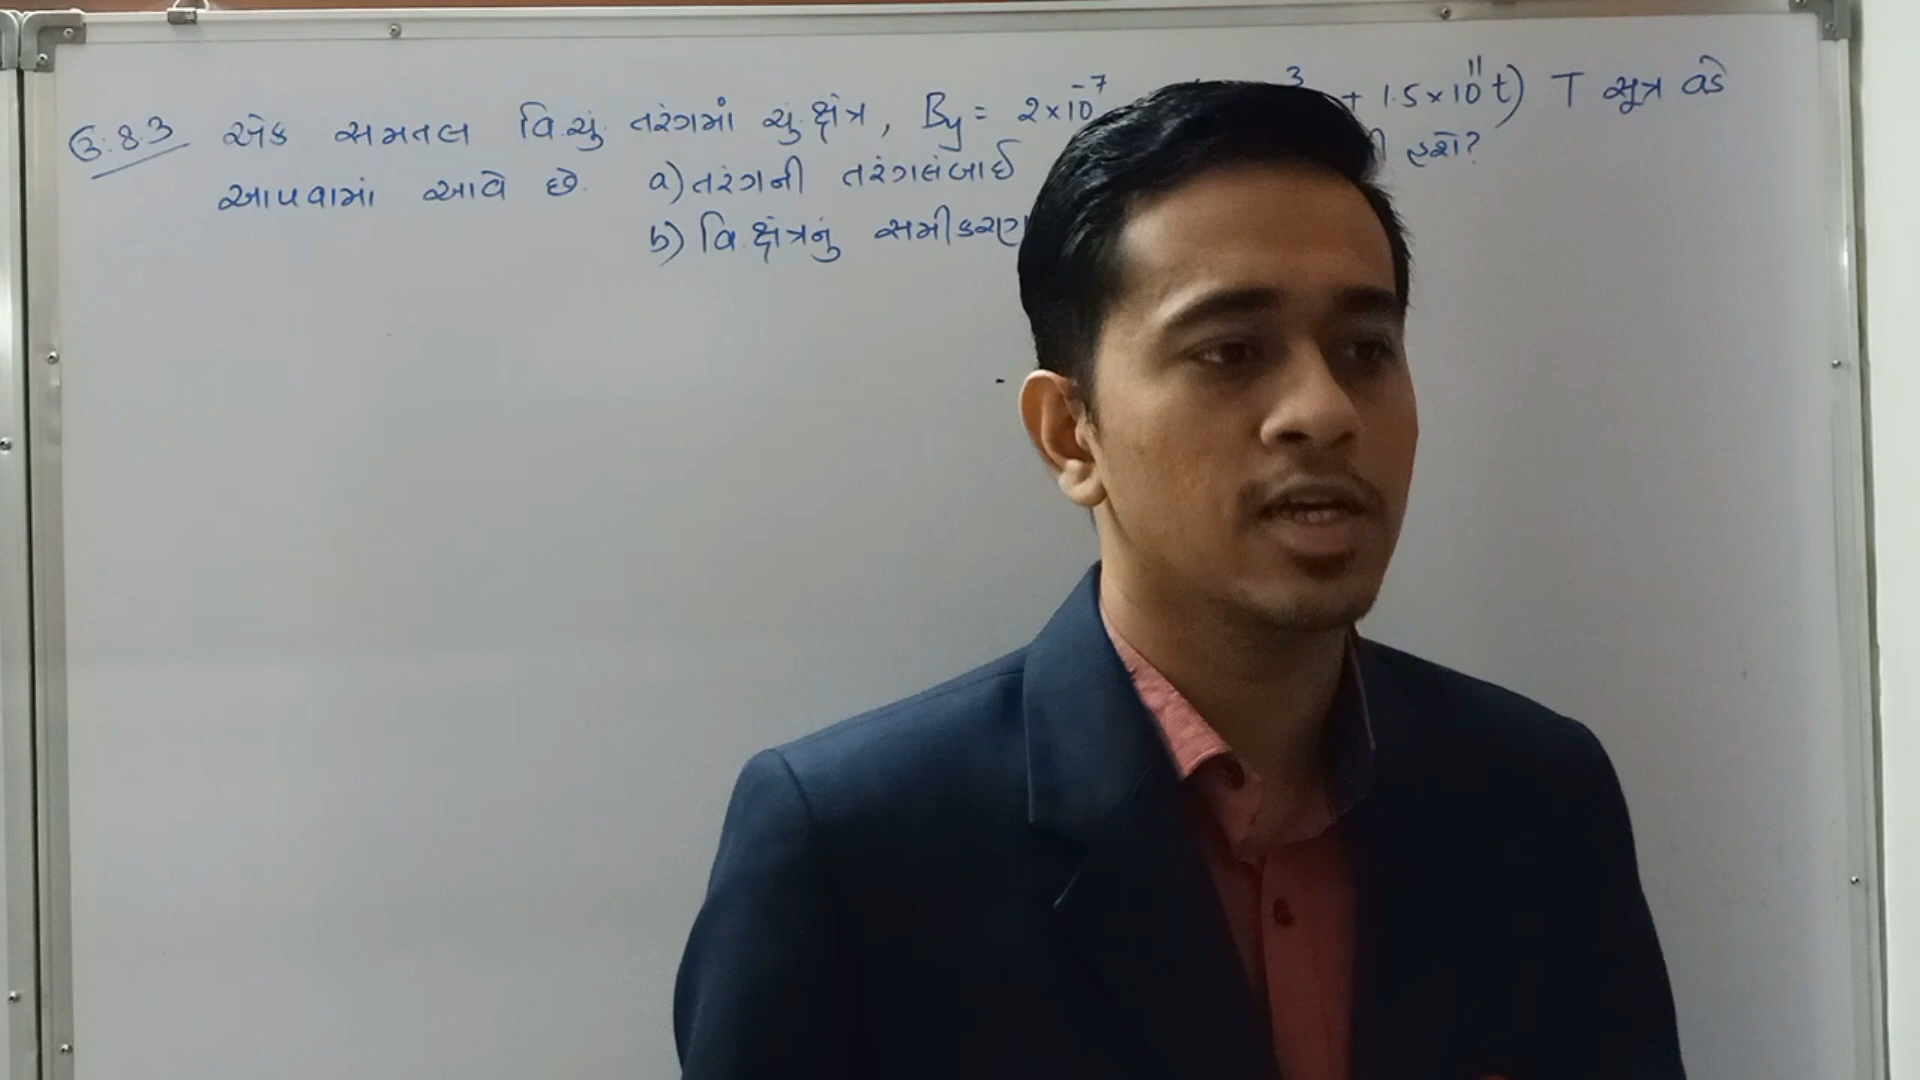 ઉ.8.3 એક સમતલ વિ.ચું. તરંગમાં ચું.ક્ષેત્ર, By = 2×10⁻⁷ ³ + 1.5×10¹¹t) T સૂત્ર વડે
આપવામાં આવે છે. a) તરંગની તરંગલંબાઈ હશે?
b) વિ.ક્ષેત્રનું સમીકરણ